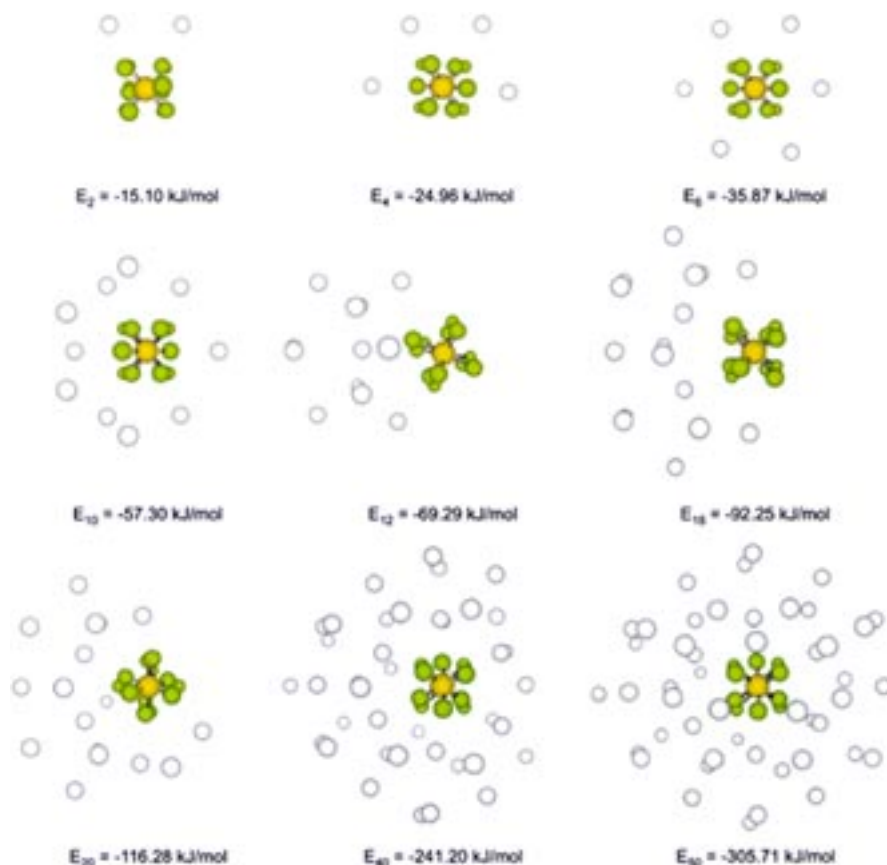 E₂ = -15.10 kJ/mol
E₄ = -24.96 kJ/mol
E₆ = -35.87 kJ/mol
E₁₀ = -57.30 kJ/mol
E₁₂ = -69.29 kJ/mol
E₁₈ = -92.25 kJ/mol
E₂₀ = -116.28 kJ/mol
E₄₀ = -241.20 kJ/mol
E₅₀ = -305.71 kJ/mol